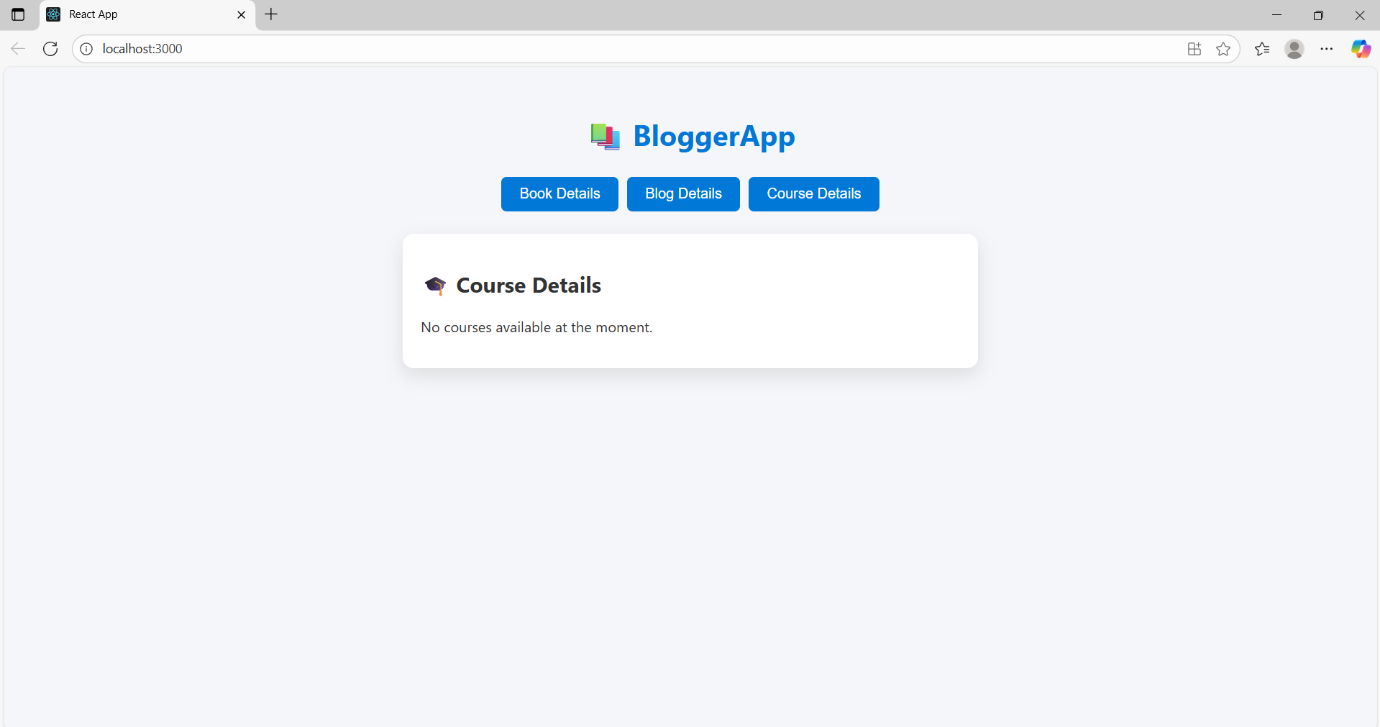 React App
localhost:3000
BloggerApp
Book Details Blog Details Course Details
Course Details
No courses available at the moment.